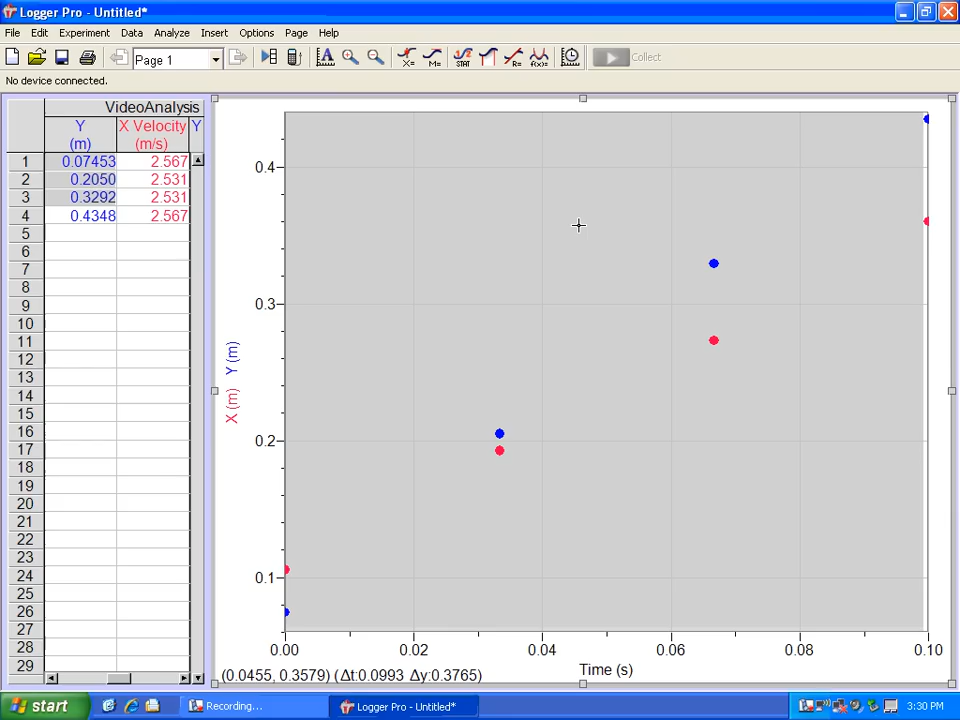 Logger Pro - Untitled*
File Edit Experiment Data Analyze Insert Options Page Help
Page 1 Collect
No device connected.
VideoAnalysis
Y X Velocity Y
(m) (m/s)
1 0.07453 2.567
2 0.2050 2.531
3 0.3292 2.531
4 0.4348 2.567
5
6
7
8
9
10
11
12
13
14
15
16
17
18
19
20
21
22
23
24
25
26
27
28
29
X (m) Y (m)
0.4
0.3
0.2
0.1
0.00 0.02 0.04 0.06 0.08 0.10
Time (s)
(0.0455, 0.3579) (Δt:0.0993 Δy:0.3765)
start Recording... Logger Pro - Untitled* 3:30 PM